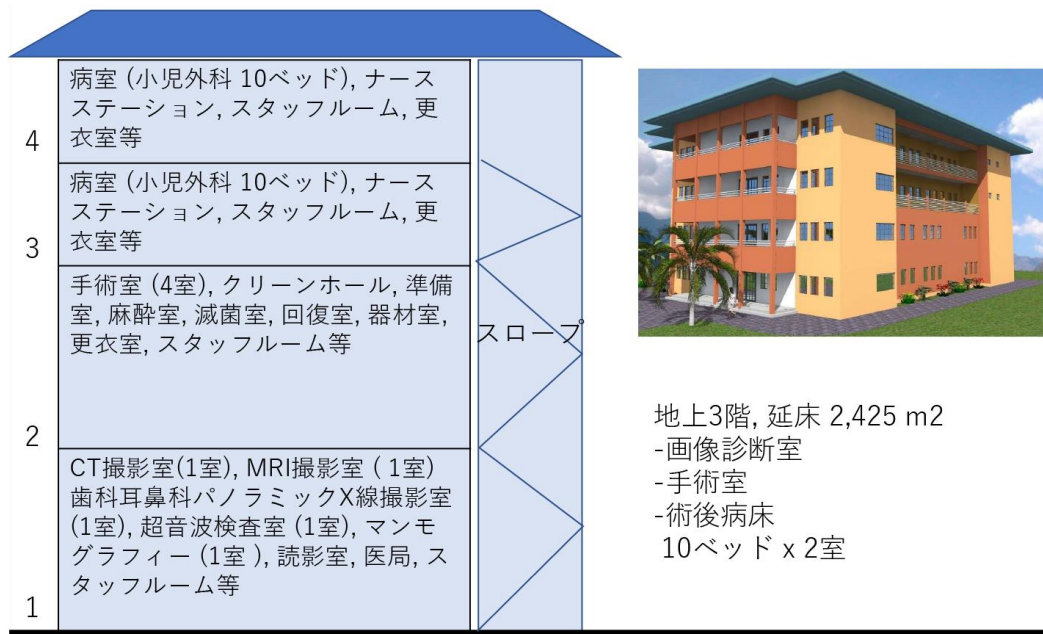 4
病室 (小児外科 10ベッド), ナース
ステーション, スタッフルーム, 更
衣室等
3
病室 (小児外科 10ベッド), ナース
ステーション, スタッフルーム, 更
衣室等
2
手術室 (4室), クリーンホール, 準備
室, 麻酔室, 滅菌室, 回復室, 器材室,
更衣室, スタッフルーム等
1
CT撮影室(1室), MRI撮影室 ( 1室)
歯科耳鼻科パノラミックX線撮影室
(1室), 超音波検査室 (1室), マンモ
グラフィー (1室 ), 読影室, 医局, ス
タッフルーム等
スロープ
地上3階, 延床 2,425 m2
-画像診断室
-手術室
-術後病床
10ベッド x 2室